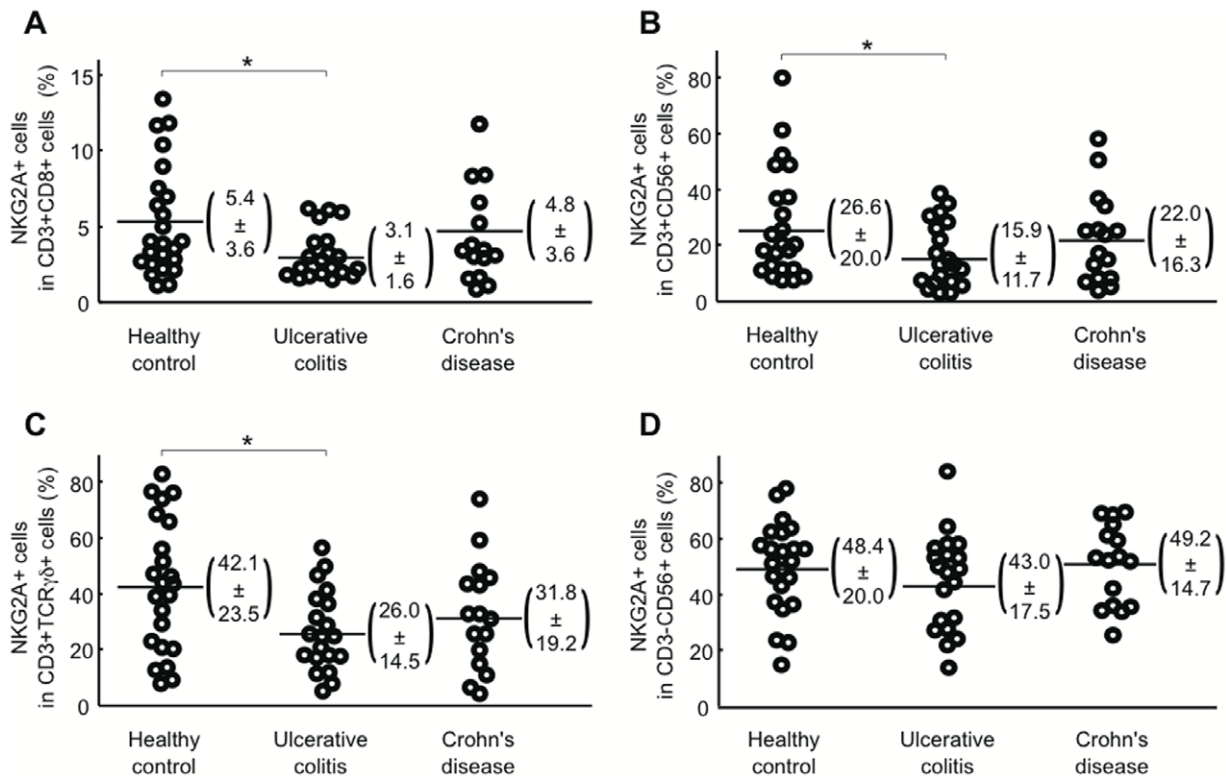 A
NKG2A+ cells
in CD3+CD8+ cells (%)
15
10
5
0
*
5.4
±
3.6
3.1
±
1.6
4.8
±
3.6
Healthy
control
Ulcerative
colitis
Crohn's
disease
B
NKG2A+ cells
in CD3+CD56+ cells (%)
80
60
40
20
0
*
26.6
±
20.0
15.9
±
11.7
22.0
±
16.3
Healthy
control
Ulcerative
colitis
Crohn's
disease
C
NKG2A+ cells
in CD3+TCRγδ+ cells (%)
80
60
40
20
0
*
42.1
±
23.5
26.0
±
14.5
31.8
±
19.2
Healthy
control
Ulcerative
colitis
Crohn's
disease
D
NKG2A+ cells
in CD3-CD56+ cells (%)
80
60
40
20
0
48.4
±
20.0
43.0
±
17.5
49.2
±
14.7
Healthy
control
Ulcerative
colitis
Crohn's
disease